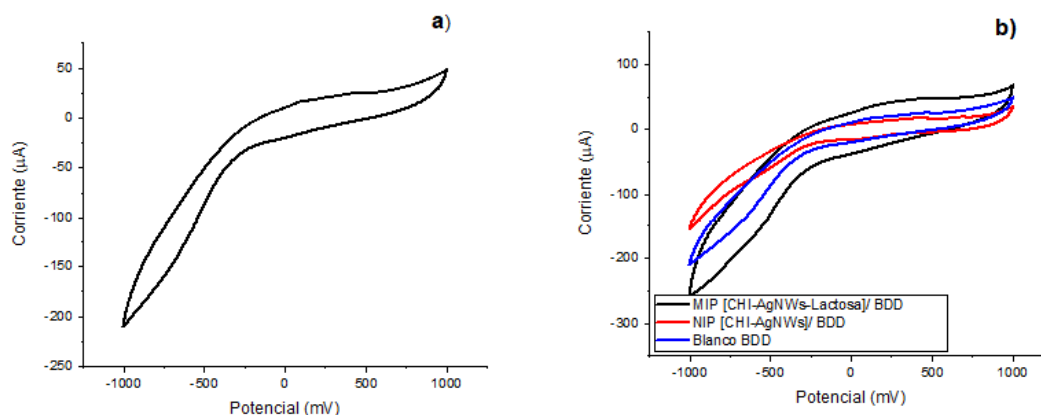 a)
50
0
-50
-100
-150
-200
-250
Corriente (µA)
-1000 -500 0 500 1000
Potencial (mV)
b)
100
0
-100
-200
-300
Corriente (µA)
MIP [CHI-AgNWs-Lactosa]/ BDD
NIP [CHI-AgNWs]/ BDD
Blanco BDD
-1000 -500 0 500 1000
Potencial (mV)